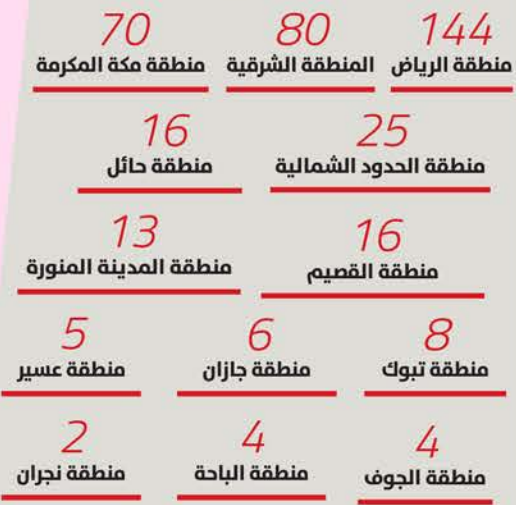 144 80 70
منطقة الرياض المنطقة الشرقية منطقة مكة المكرمة
25 16
منطقة الحدود الشمالية منطقة حائل
16 13
منطقة القصيم منطقة المدينة المنورة
8 6 5
منطقة تبوك منطقة جازان منطقة عسير
4 4 2
منطقة الجوف منطقة الباحة منطقة نجران